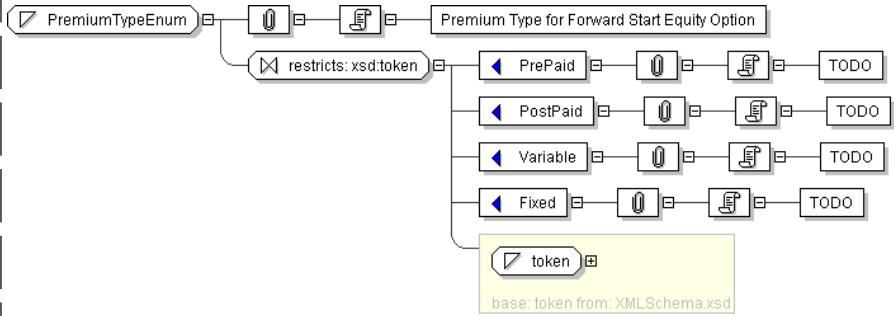 PremiumTypeEnum
Premium Type for Forward Start Equity Option
restricts: xsd:token
PrePaid
TODO
PostPaid
TODO
Variable
TODO
Fixed
TODO
token
base: token from: XMLSchema.xsd